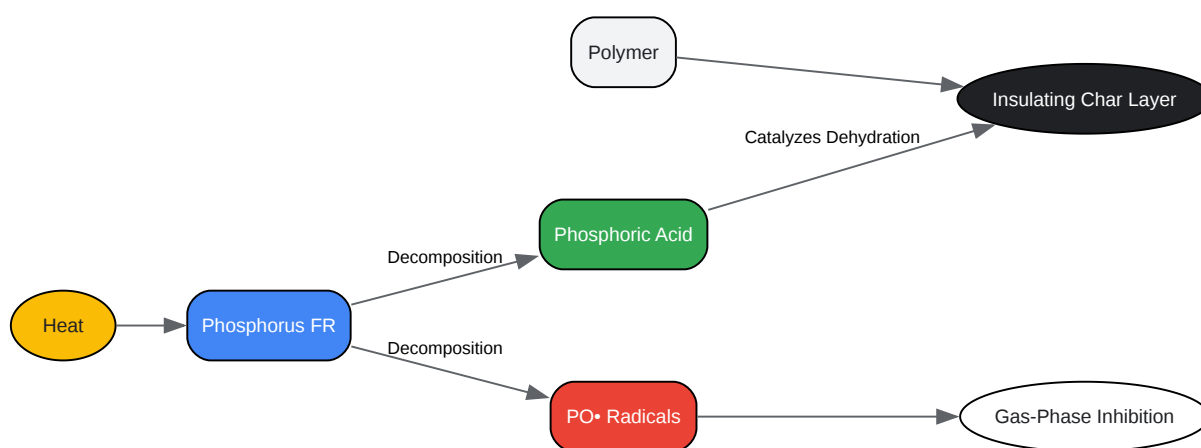 Polymer
Insulating Char Layer
Catalyzes Dehydration
Phosphoric Acid
Decomposition
Heat
Phosphorus FR
Decomposition
PO• Radicals
Gas-Phase Inhibition